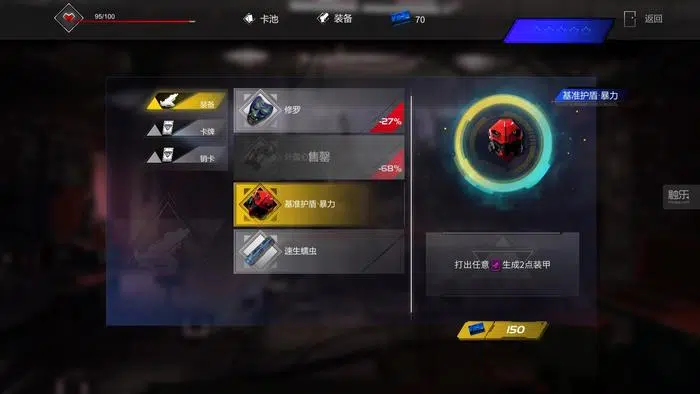 95/100
卡池
装备
70
返回
装备
卡牌
销卡
修罗
-27%
售罄
-68%
基准护盾·暴力
速生蠕虫
基准护盾·暴力
打出任意 生成2点装甲
150
触乐